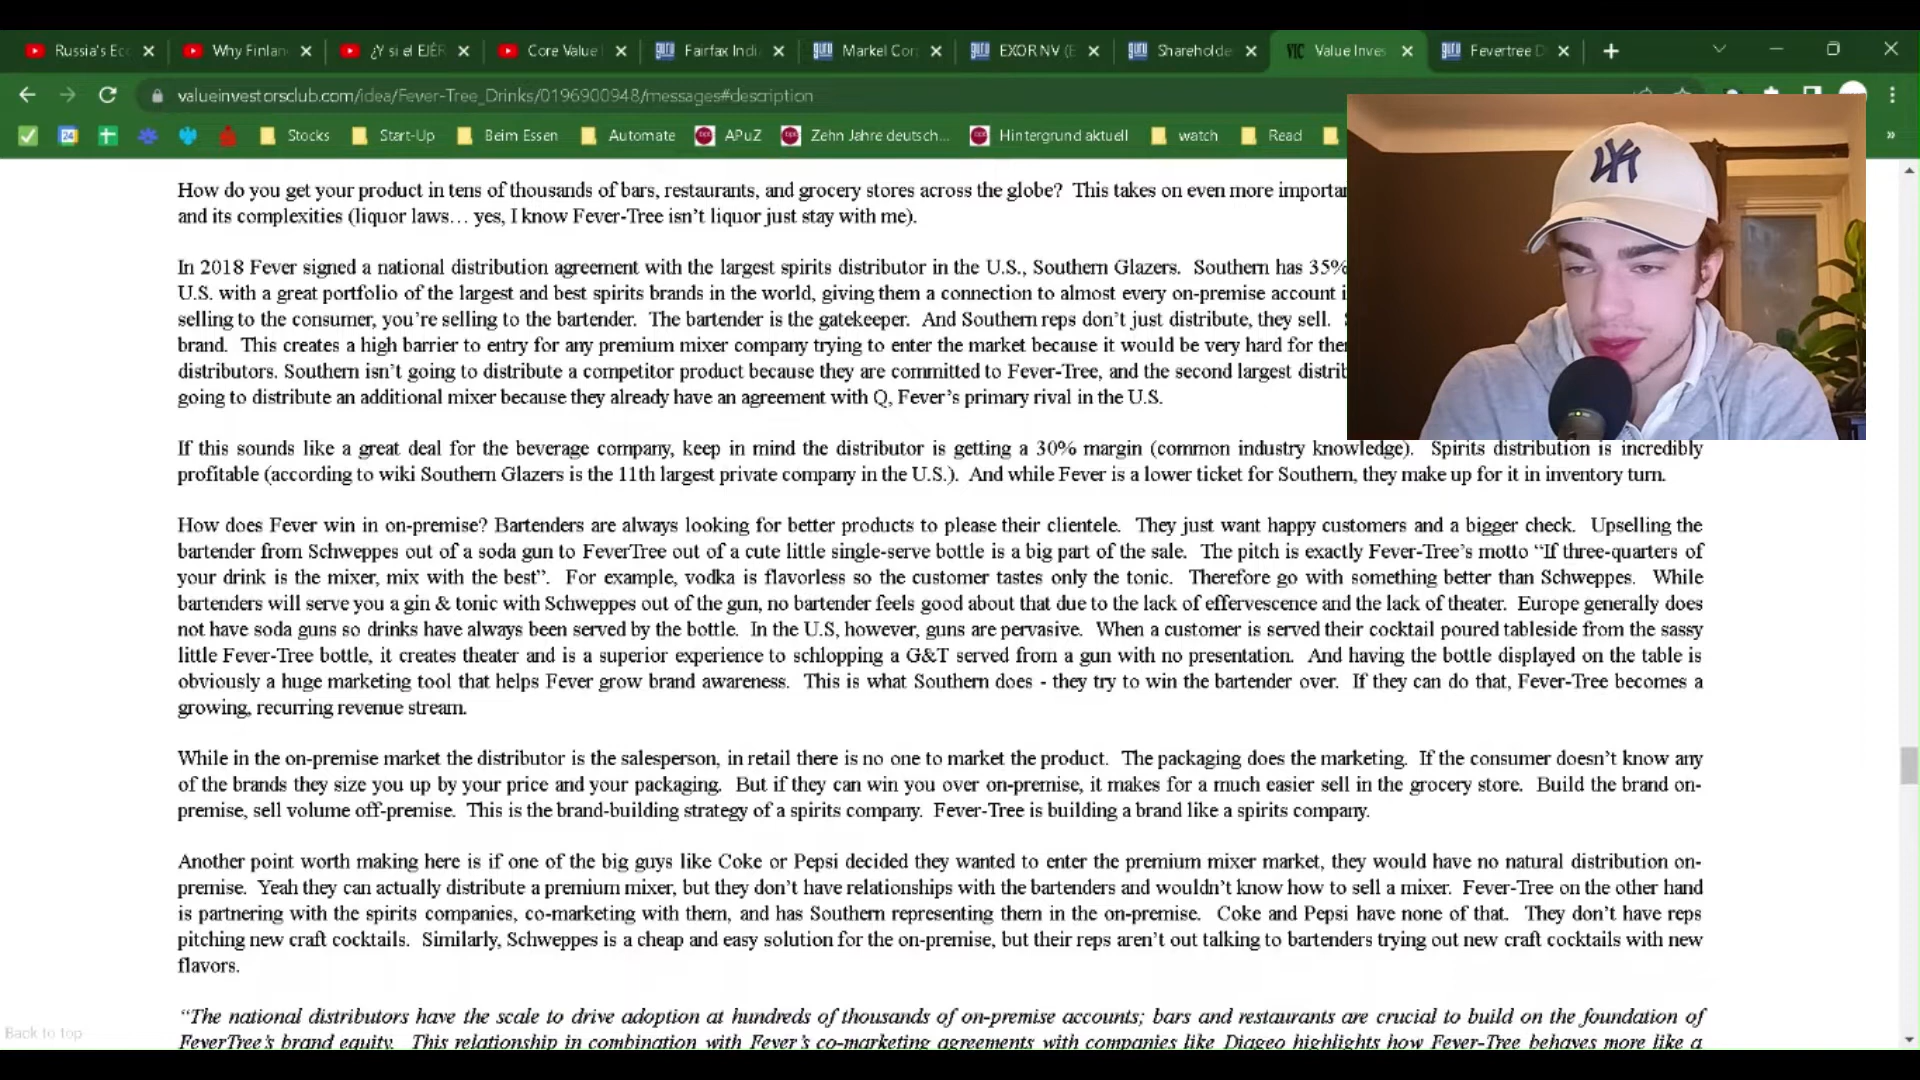 Russia's Ec
Why Finlan
¿Y si el EJÉR
Core Value
Fairfax Indi
Markel Cor
EXOR NV (E
Shareholde
VIC Value Inves
Fevertree D
valueinvestorsclub.com/idea/Fever-Tree_Drinks/0196900948/messages#description
24 Stocks Start-Up Beim Essen Automate APuZ Zehn Jahre deutsch... Hintergrund aktuell watch Read »
How do you get your product in tens of thousands of bars, restaurants, and grocery stores across the globe? This takes on even more importan
and its complexities (liquor laws… yes, I know Fever-Tree isn’t liquor just stay with me).
In 2018 Fever signed a national distribution agreement with the largest spirits distributor in the U.S., Southern Glazers. Southern has 35%
U.S. with a great portfolio of the largest and best spirits brands in the world, giving them a connection to almost every on-premise account i
selling to the consumer, you’re selling to the bartender. The bartender is the gatekeeper. And Southern reps don’t just distribute, they sell.
brand. This creates a high barrier to entry for any premium mixer company trying to enter the market because it would be very hard for ther
distributors. Southern isn’t going to distribute a competitor product because they are committed to Fever-Tree, and the second largest distrib
going to distribute an additional mixer because they already have an agreement with Q, Fever’s primary rival in the U.S.
If this sounds like a great deal for the beverage company, keep in mind the distributor is getting a 30% margin (common industry knowledge). Spirits distribution is incredibly
profitable (according to wiki Southern Glazers is the 11th largest private company in the U.S.). And while Fever is a lower ticket for Southern, they make up for it in inventory turn.
How does Fever win in on-premise? Bartenders are always looking for better products to please their clientele. They just want happy customers and a bigger check. Upselling the
bartender from Schweppes out of a soda gun to FeverTree out of a cute little single-serve bottle is a big part of the sale. The pitch is exactly Fever-Tree’s motto “If three-quarters of
your drink is the mixer, mix with the best”. For example, vodka is flavorless so the customer tastes only the tonic. Therefore go with something better than Schweppes. While
bartenders will serve you a gin & tonic with Schweppes out of the gun, no bartender feels good about that due to the lack of effervescence and the lack of theater. Europe generally does
not have soda guns so drinks have always been served by the bottle. In the U.S, however, guns are pervasive. When a customer is served their cocktail poured tableside from the sassy
little Fever-Tree bottle, it creates theater and is a superior experience to schlopping a G&T served from a gun with no presentation. And having the bottle displayed on the table is
obviously a huge marketing tool that helps Fever grow brand awareness. This is what Southern does - they try to win the bartender over. If they can do that, Fever-Tree becomes a
growing, recurring revenue stream.
While in the on-premise market the distributor is the salesperson, in retail there is no one to market the product. The packaging does the marketing. If the consumer doesn’t know any
of the brands they size you up by your price and your packaging. But if they can win you over on-premise, it makes for a much easier sell in the grocery store. Build the brand on-
premise, sell volume off-premise. This is the brand-building strategy of a spirits company. Fever-Tree is building a brand like a spirits company.
Another point worth making here is if one of the big guys like Coke or Pepsi decided they wanted to enter the premium mixer market, they would have no natural distribution on-
premise. Yeah they can actually distribute a premium mixer, but they don’t have relationships with the bartenders and wouldn’t know how to sell a mixer. Fever-Tree on the other hand
is partnering with the spirits companies, co-marketing with them, and has Southern representing them in the on-premise. Coke and Pepsi have none of that. They don’t have reps
pitching new craft cocktails. Similarly, Schweppes is a cheap and easy solution for the on-premise, but their reps aren’t out talking to bartenders trying out new craft cocktails with new
flavors.
“The national distributors have the scale to drive adoption at hundreds of thousands of on-premise accounts; bars and restaurants are crucial to build on the foundation of
Back to top
FeverTree’s brand equity. This relationship in combination with Fever’s co-marketing agreements with companies like Diageo highlights how Fever-Tree behaves more like a
NY